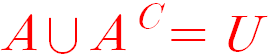 A ∪ A^C = U